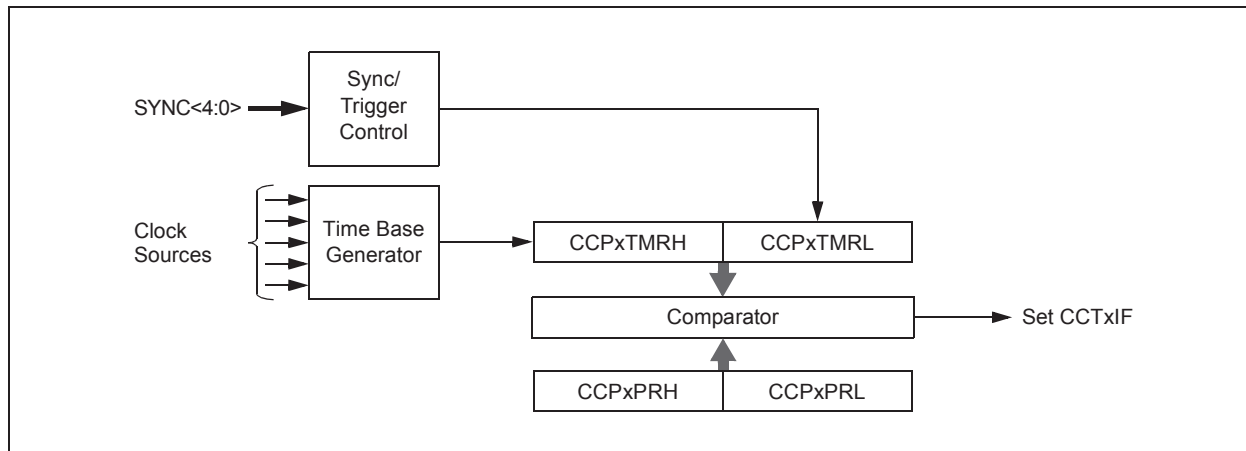 Sync/
Trigger
Control
SYNC<4:0>
Clock
Sources
Time Base
Generator
CCPxTMRH
CCPxTMRL
Comparator
Set CCTxIF
CCPxPRH
CCPxPRL